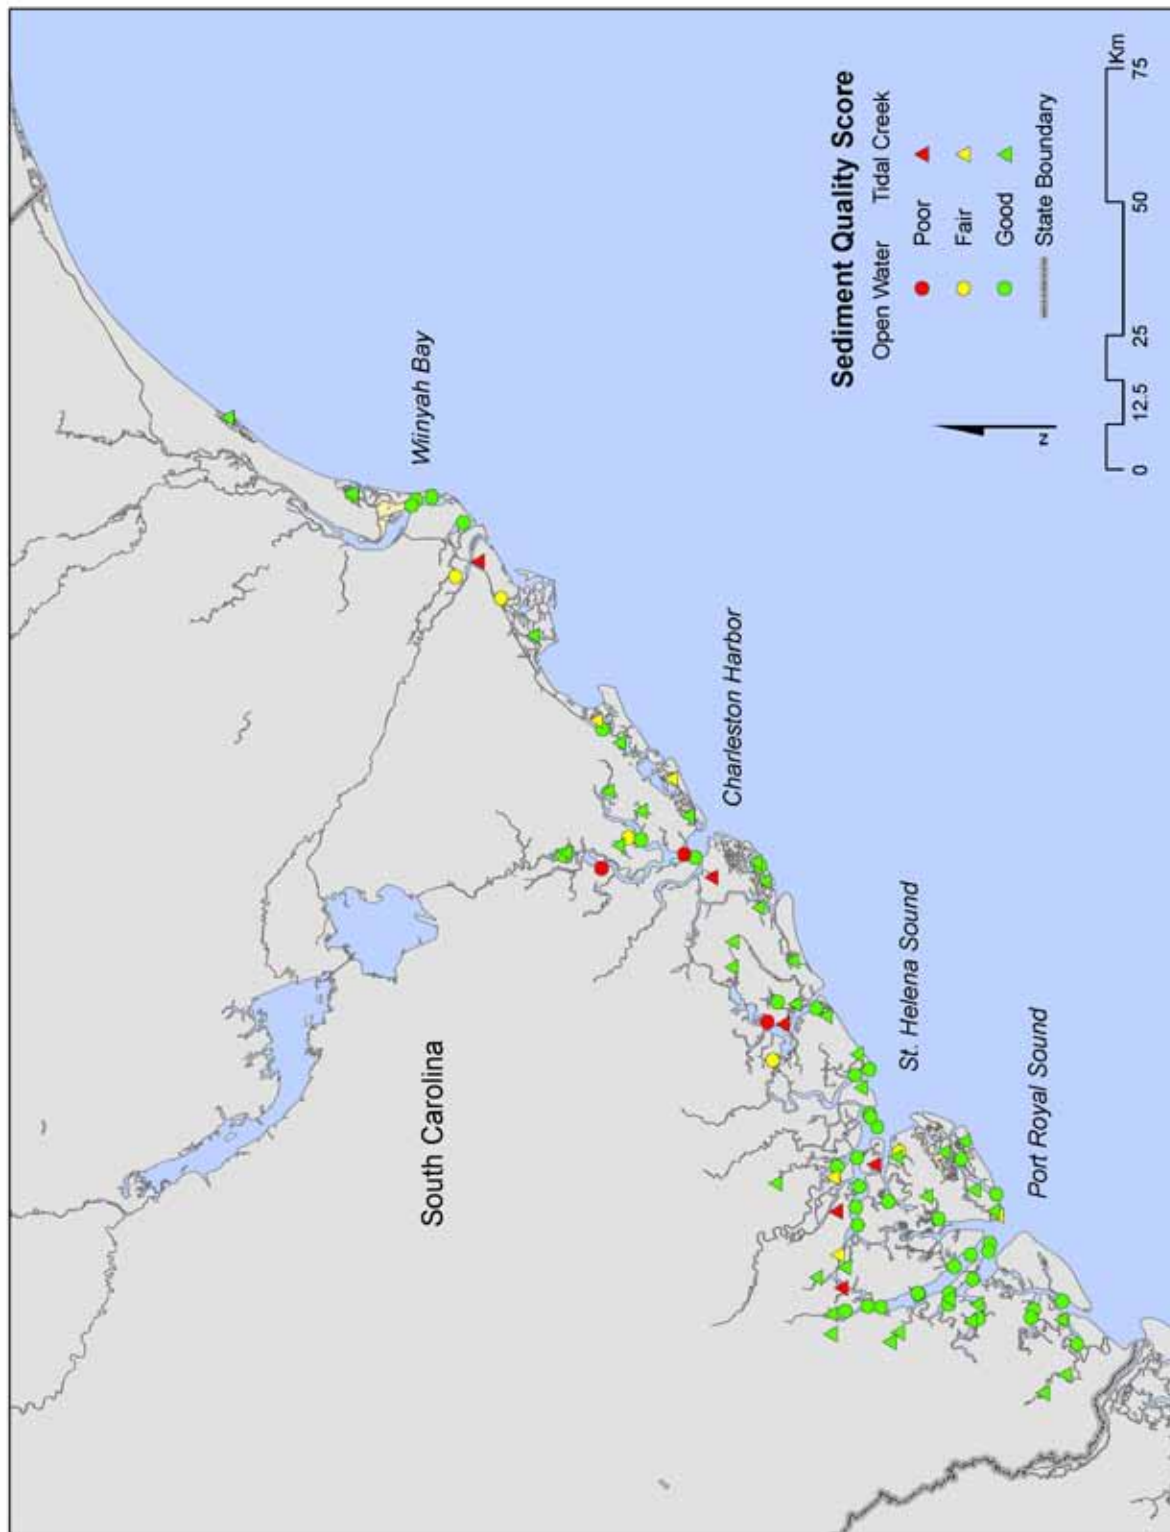 South Carolina
Winyah Bay
Charleston Harbor
St. Helena Sound
Port Royal Sound
Sediment Quality Score
Open Water Tidal Creek
Poor
Fair
Good
State Boundary
N
0 12.5 25 50 75 Km